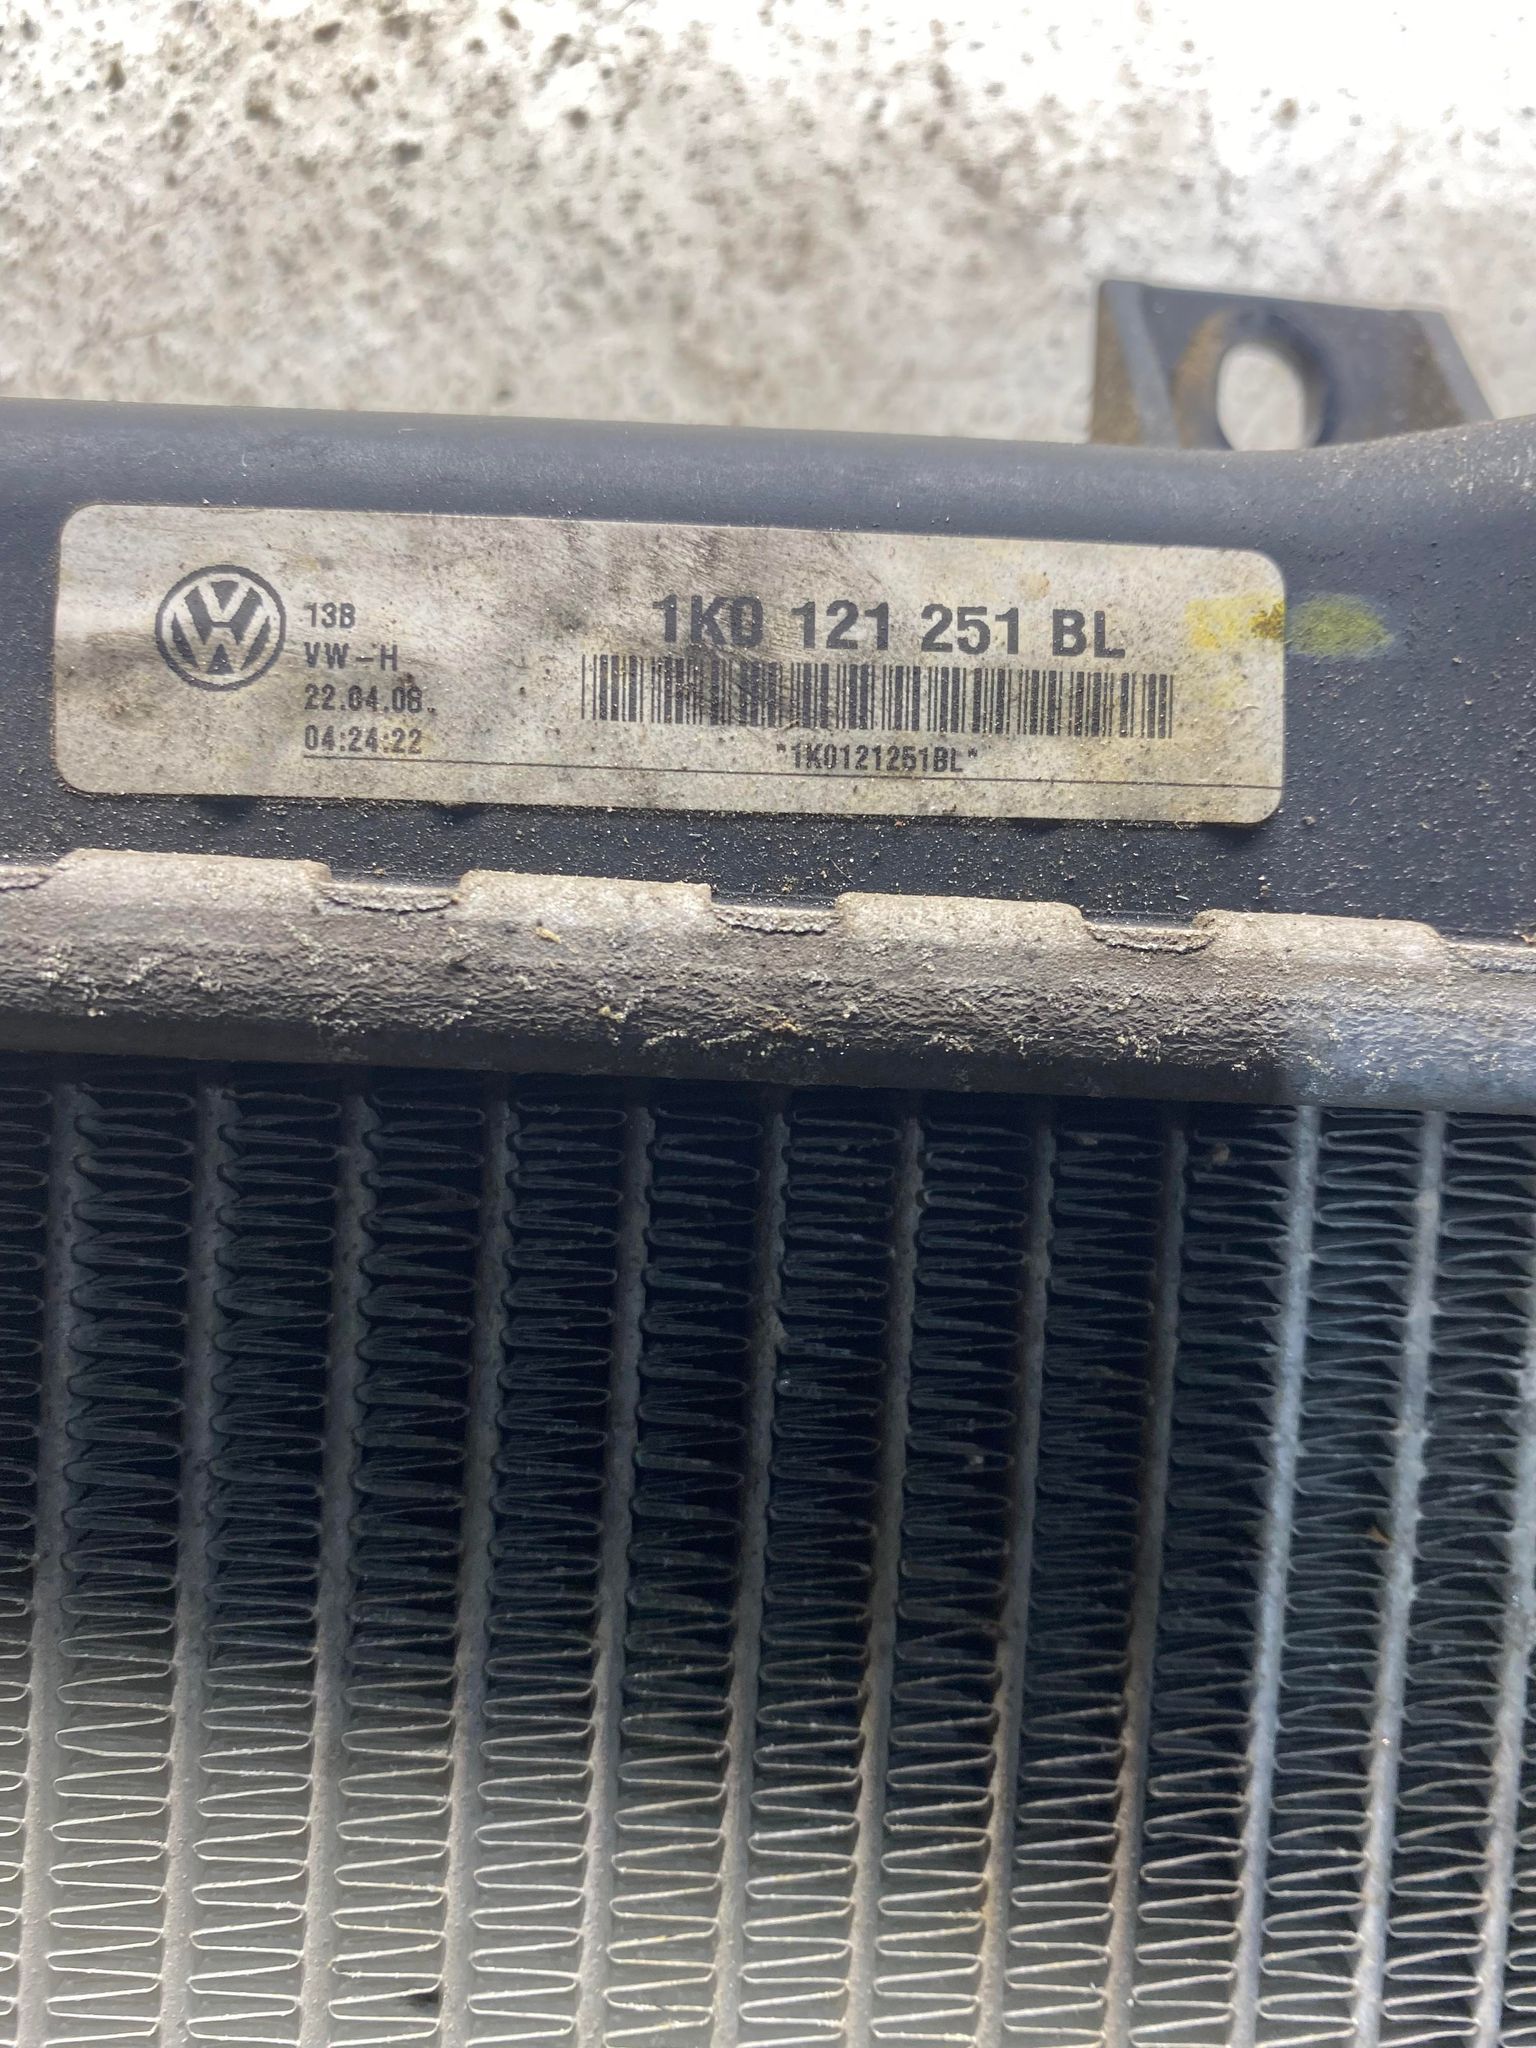 13B
VW-H
22.04.08
04:24:22
1K0 121 251 BL
*1K0121251BL*